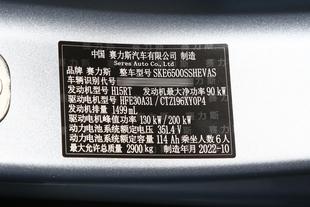 中国 赛力斯汽车有限公司 制造
Seres Auto Co., Ltd.
品牌 赛力斯 整车型号 SKE6500SSHEVAS
车辆识别代号
发动机型号 H15RT 发动机最大净功率 90 kW
驱动电机型号 HFE30A31 / CTZ196XY0P4
发动机排量 1499 mL
驱动电机峰值功率 130 kW / 200 kW
动力电池系统额定电压 351.4 V
动力电池系统额定容量 114 Ah 乘坐人数 6 人
最大允许总质量 2900 kg 制造年月 2022-10